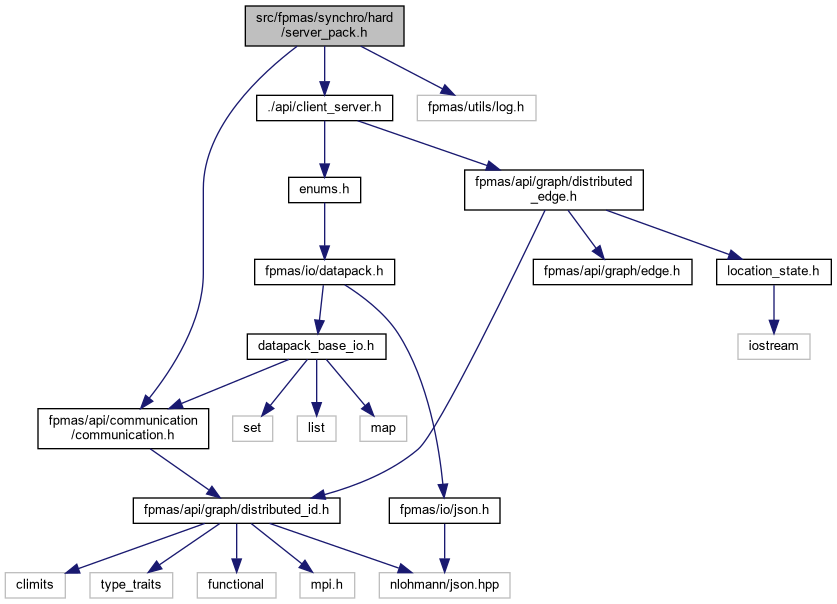 src/fpmas/synchro/hard
/server_pack.h
./api/client_server.h
fpmas/utils/log.h
enums.h
fpmas/api/graph/distributed
_edge.h
fpmas/io/datapack.h
fpmas/api/graph/edge.h
location_state.h
datapack_base_io.h
iostream
fpmas/api/communication
/communication.h
set
list
map
fpmas/api/graph/distributed_id.h
fpmas/io/json.h
climits
type_traits
functional
mpi.h
nlohmann/json.hpp